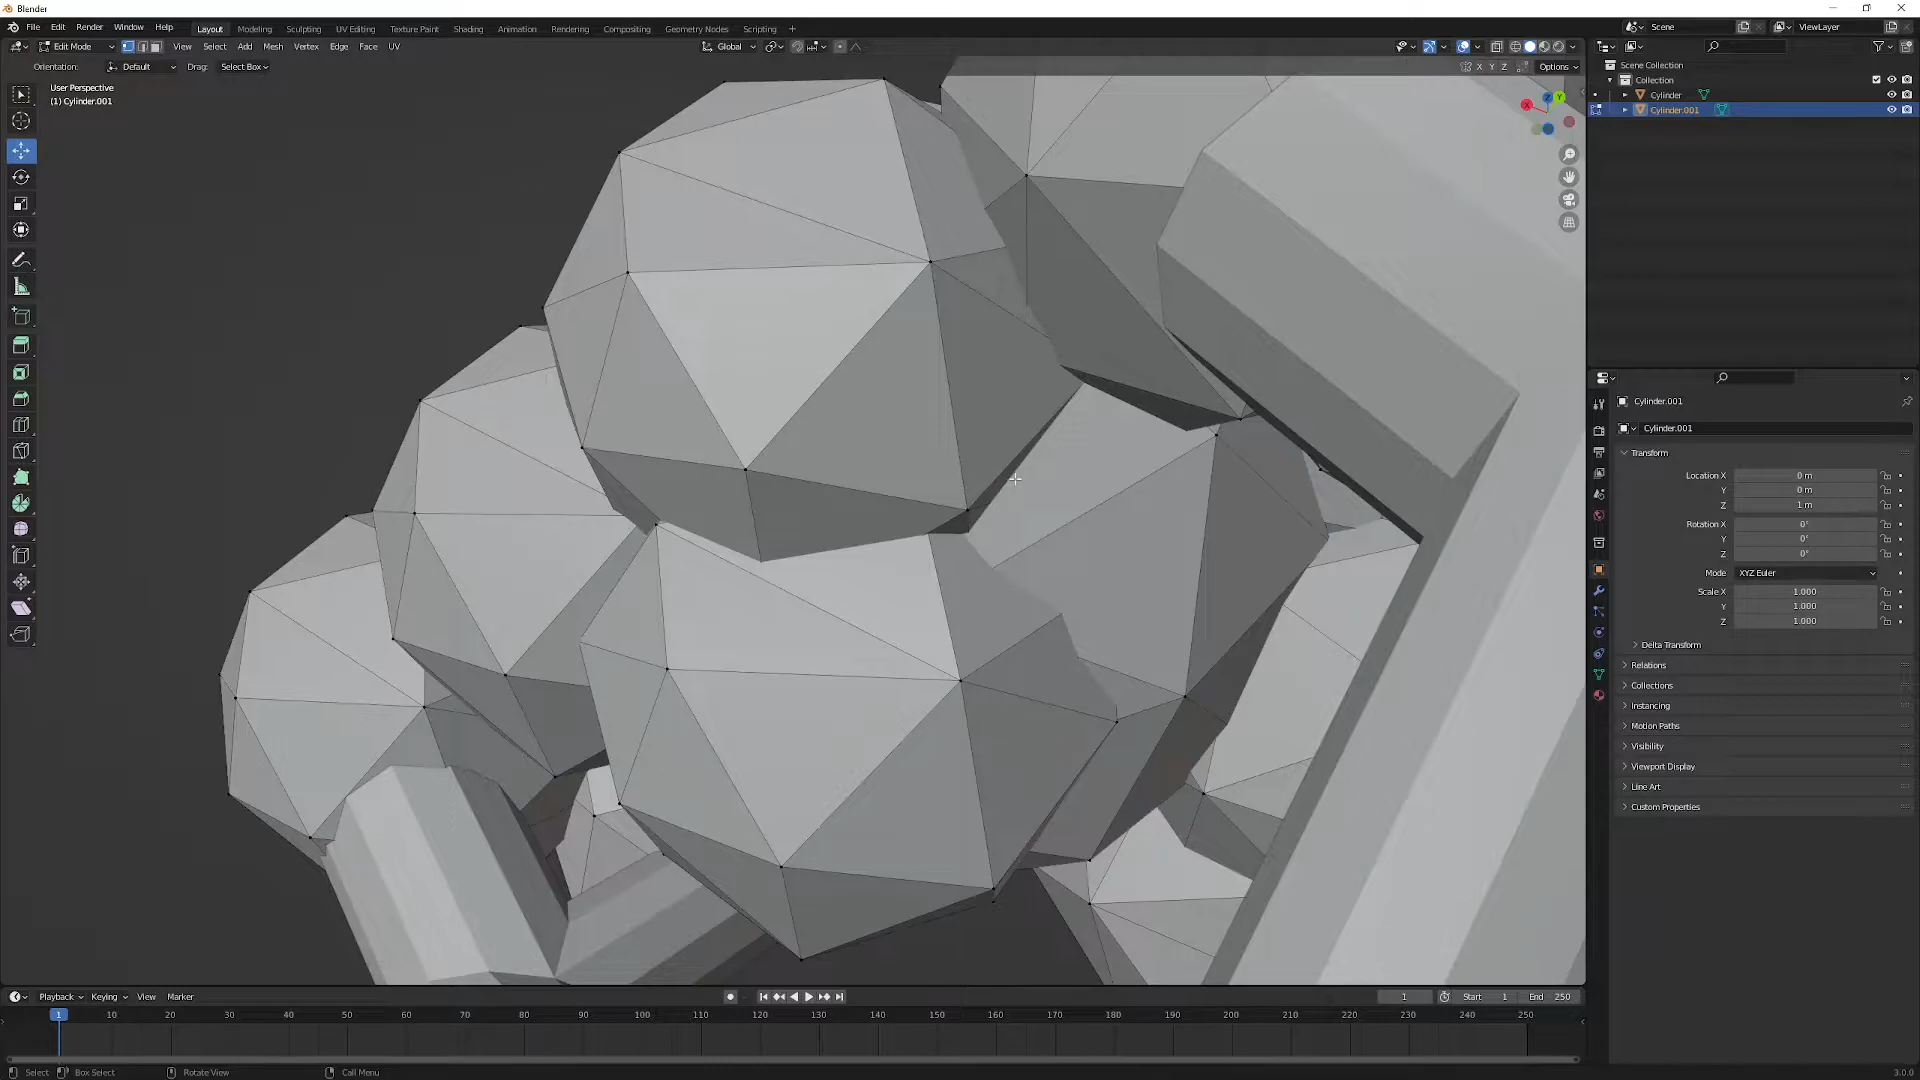 Blender
File Edit Render Window Help
Layout Modeling Sculpting UV Editing Texture Paint Shading Animation Rendering Compositing Geometry Nodes Scripting +
Scene
ViewLayer
Edit Mode View Select Add Mesh Vertex Edge Face UV
Global
Orientation: Default Drag: Select Box
X Y Z Options
User Perspective
(1) Cylinder.001
X Z Y
Scene Collection
Collection
Cylinder
Cylinder.001
Cylinder.001
Cylinder.001
Transform
Location X 0 m
Y 0 m
Z 1 m
Rotation X 0°
Y 0°
Z 0°
Mode XYZ Euler
Scale X 1.000
Y 1.000
Z 1.000
Delta Transform
Relations
Collections
Instancing
Motion Paths
Visibility
Viewport Display
Line Art
Custom Properties
Playback Keying View Marker
1 Start 1 End 250
1 10 20 30 40 50 60 70 80 90 100 110 120 130 140 150 160 170 180 190 200 210 220 230 240 250
Select Box Select Rotate View Call Menu
3.0.0